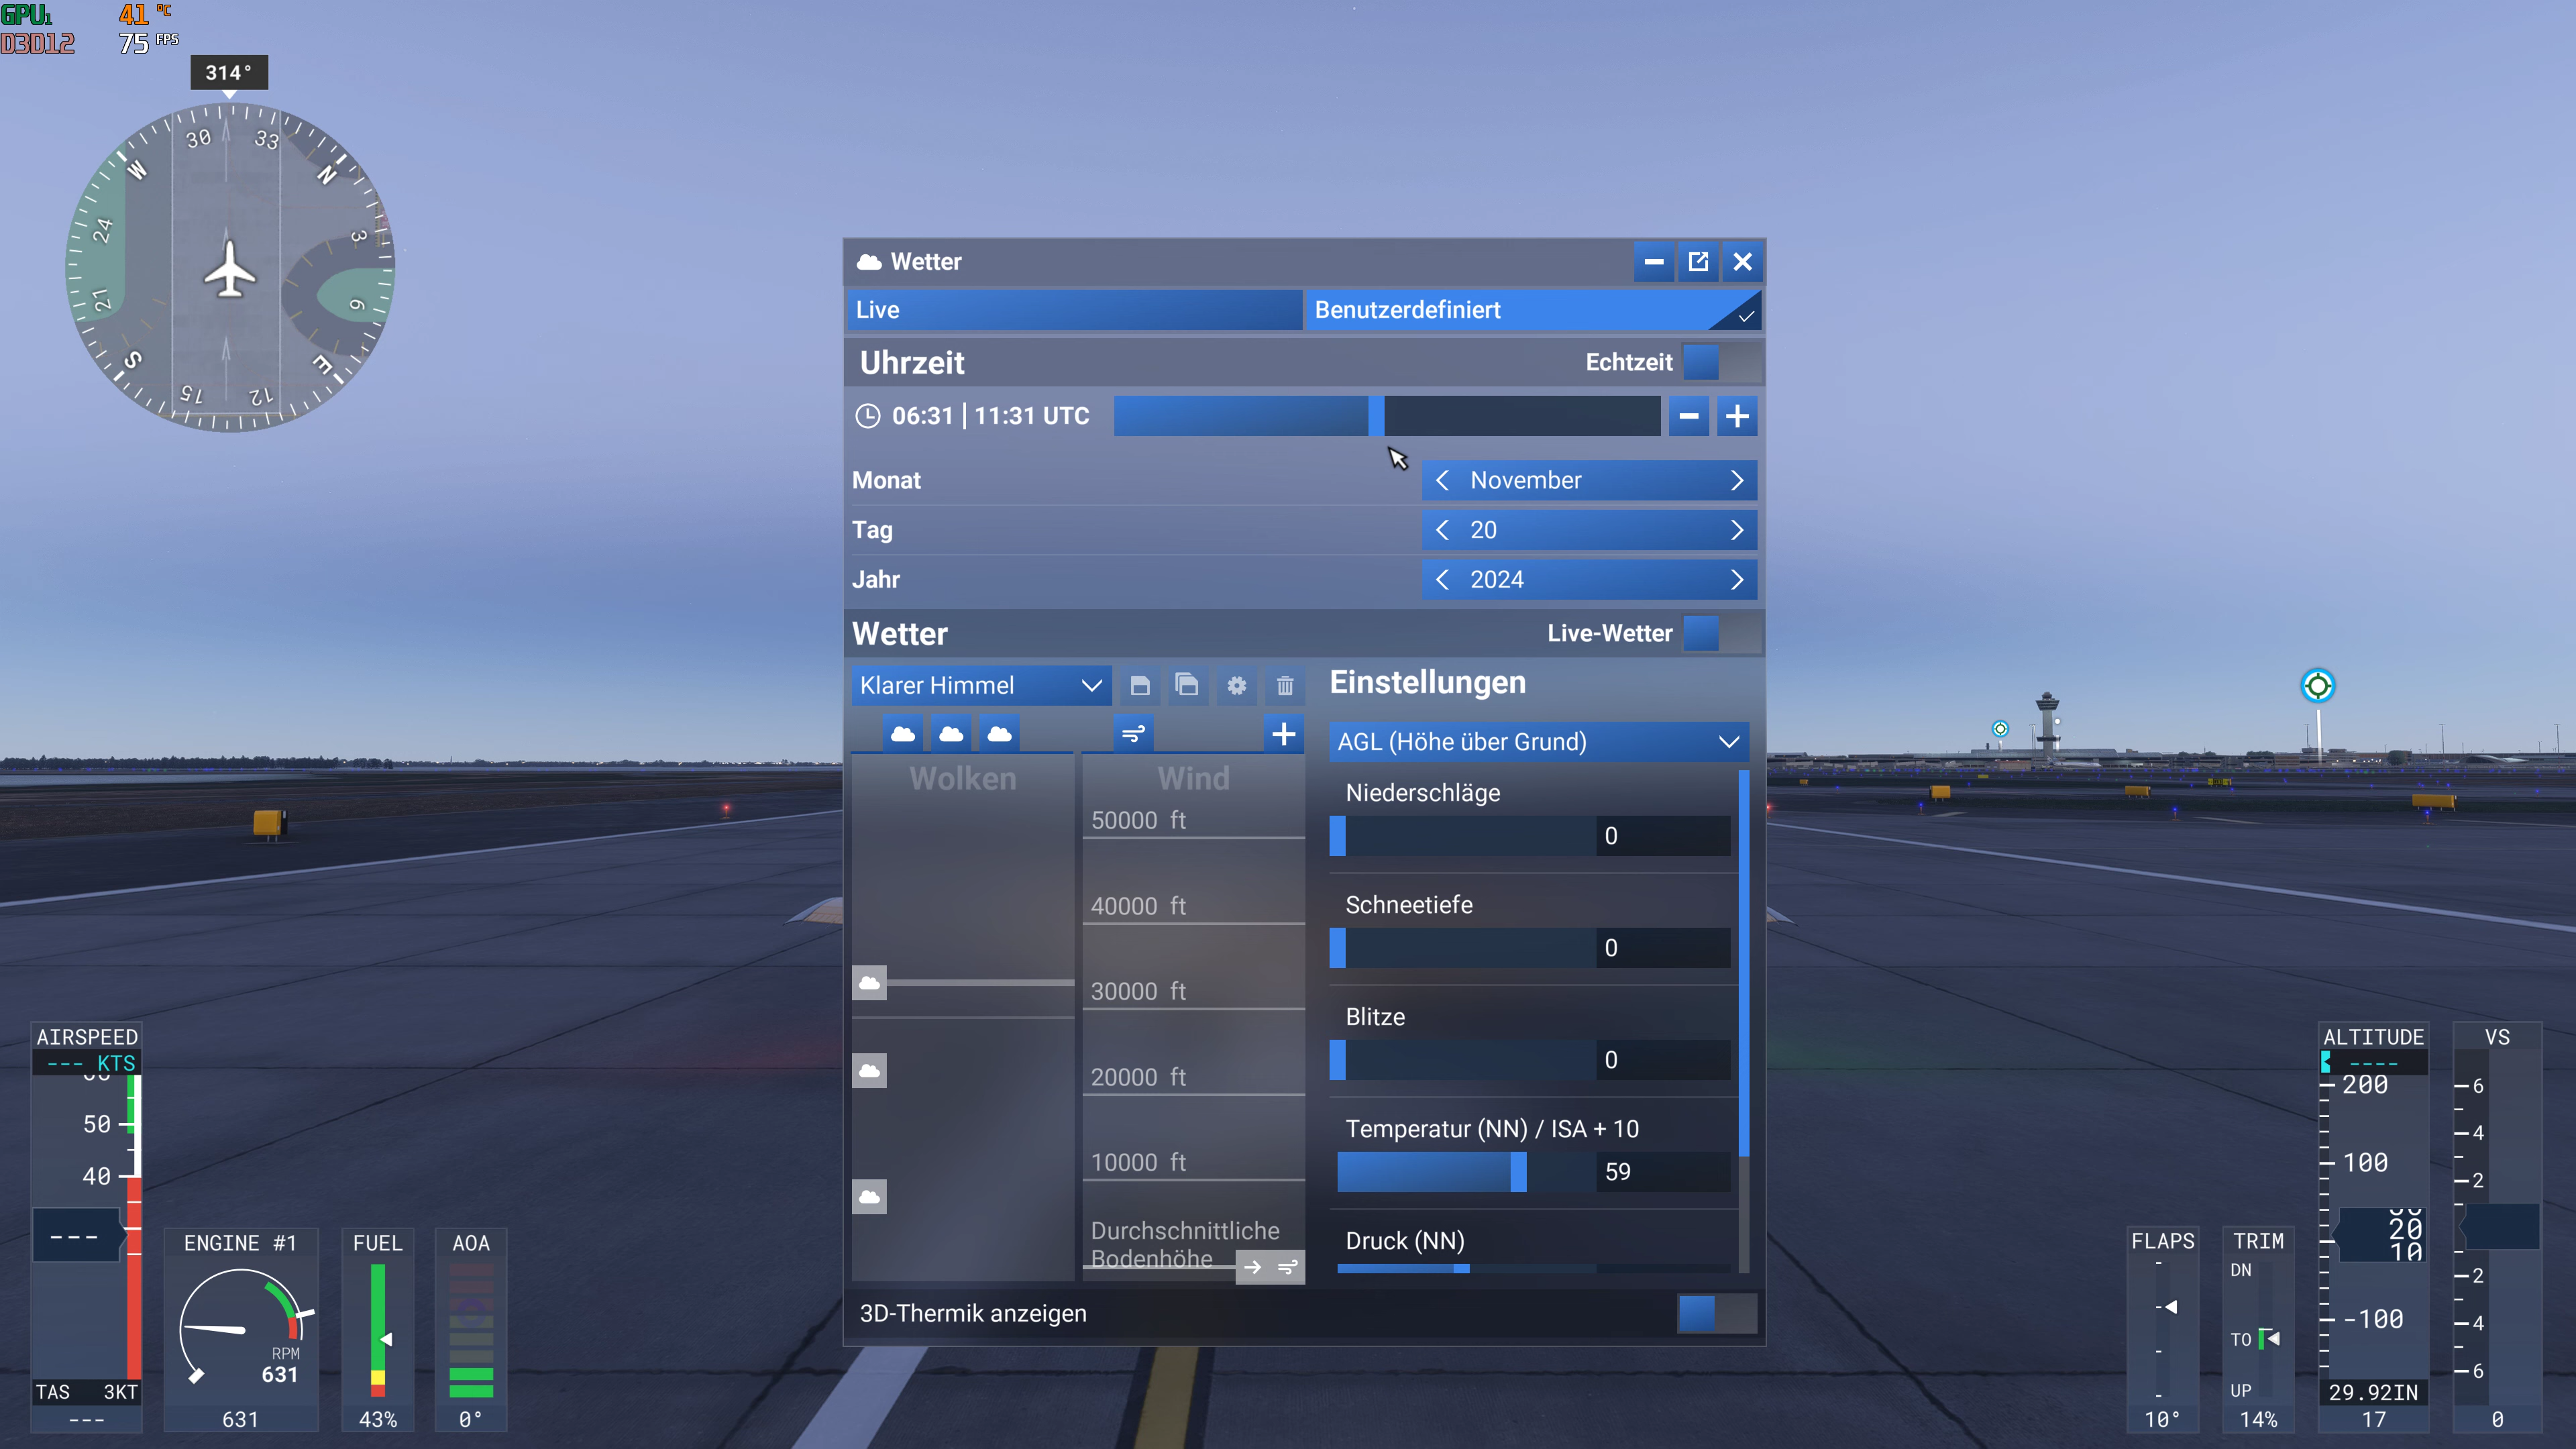 GPU1 41 °C
D3D12 75 FPS
314°
30 33
W N
24 3
21 6
S E
15 12
Wetter
Live Benutzerdefiniert
Uhrzeit Echtzeit
06:31 | 11:31 UTC
Monat November
Tag 20
Jahr 2024
Wetter Live-Wetter
Klarer Himmel
Einstellungen
AGL (Höhe über Grund)
Wolken Wind
50000 ft
40000 ft
30000 ft
20000 ft
10000 ft
Durchschnittliche
Bodenhöhe
Niederschläge
0
Schneetiefe
0
Blitze
0
Temperatur (NN) / ISA + 10
59
Druck (NN)
3D-Thermik anzeigen
AIRSPEED
--- KTS
50
40
---
TAS 3KT
---
ENGINE #1
RPM
631
631
FUEL
43%
AOA
0°
FLAPS
10°
TRIM
DN
TO
UP
14%
ALTITUDE
----
200
100
20
10
-100
29.92IN
17
VS
6
4
2
2
4
6
0